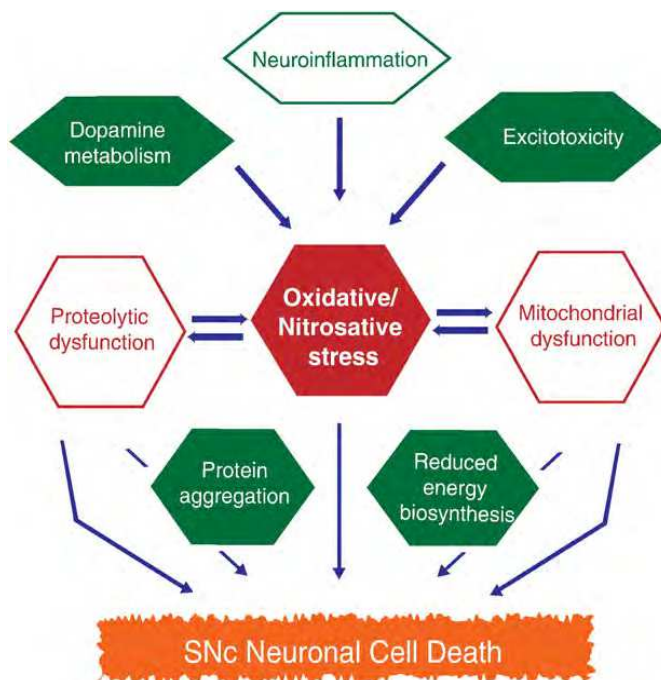 Neuroinflammation
Dopamine
metabolism
Excitotoxicity
Proteolytic
dysfunction
Oxidative/
Nitrosative
stress
Mitochondrial
dysfunction
Protein
aggregation
Reduced
energy
biosynthesis
SNc Neuronal Cell Death